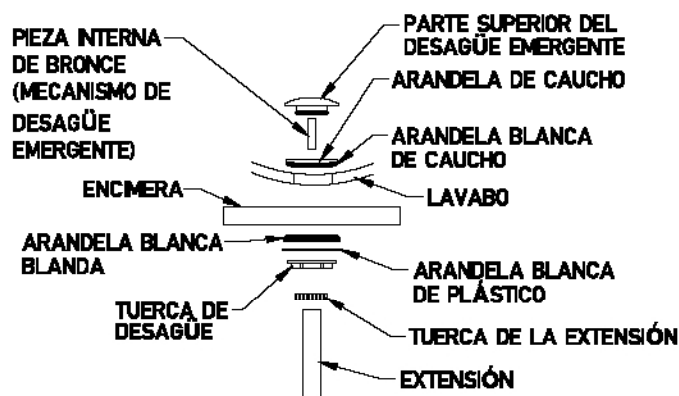 PARTE SUPERIOR DEL
DESAGÜE EMERGENTE
PIEZA INTERNA
DE BRONCE
(MECANISMO DE
DESAGÜE
EMERGENTE)
ARANDELA DE CAUCHO
ARANDELA BLANCA
DE CAUCHO
ENCIMERA
LAVABO
ARANDELA BLANCA
BLANDA
ARANDELA BLANCA
DE PLÁSTICO
TUERCA DE
DESAGÜE
TUERCA DE LA EXTENSIÓN
EXTENSIÓN